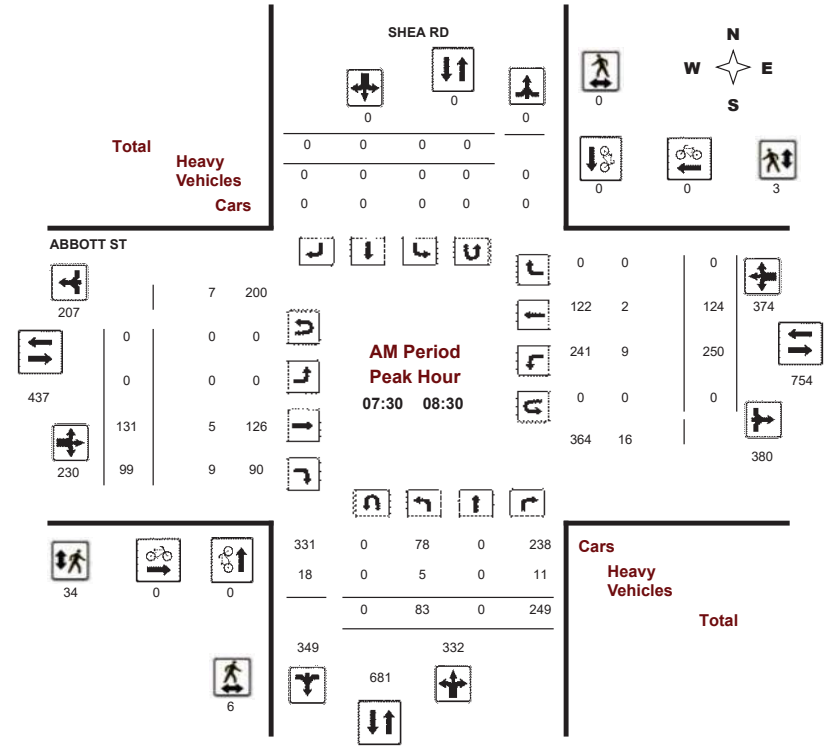 SHEA RD
N
W E
S
0
0
0
0
Total
0 0 0 0
Heavy
Vehicles
0 0 0 0 0
Cars
0 0 0 0 0
0 0 3
ABBOTT ST
207
7 200
0 0 0
0 0 0
437
131 5 126
230
99 9 90
AM Period
Peak Hour
07:30 08:30
0 0 0
374
122 2 124
241 9 250
754
0 0 0
364 16
380
34 0 0
6
331 0 78 0 238
Cars
18 5 0 11
Heavy
Vehicles
0 83 0 249
Total
349 332
681